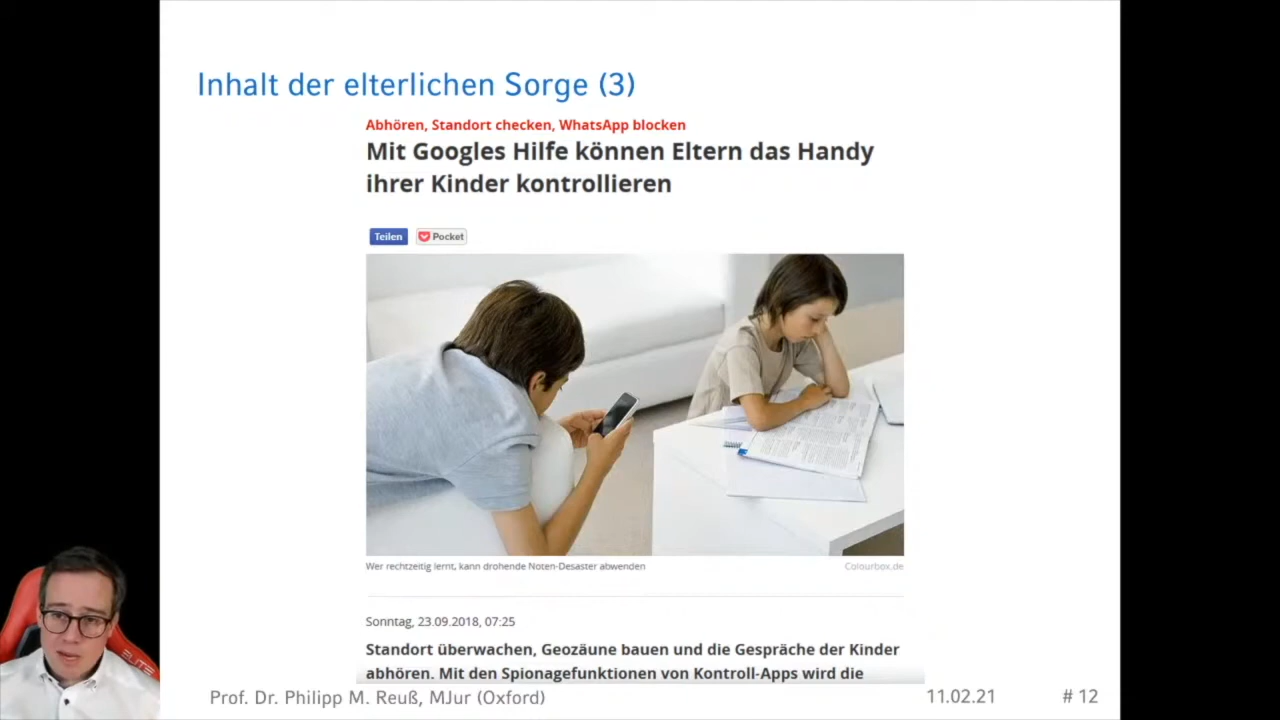 Inhalt der elterlichen Sorge (3)
Abhören, Standort checken, WhatsApp blocken
Mit Googles Hilfe können Eltern das Handy
ihrer Kinder kontrollieren
Teilen
Pocket
Wer rechtzeitig lernt, kann drohende Noten-Desaster abwenden
Colourbox.de
Sonntag, 23.09.2018, 07:25
Standort überwachen, Geozäune bauen und die Gespräche der Kinder
abhören. Mit den Spionagefunktionen von Kontroll-Apps wird die
ELITE
Prof. Dr. Philipp M. Reuß, MJur (Oxford)
11.02.21
# 12